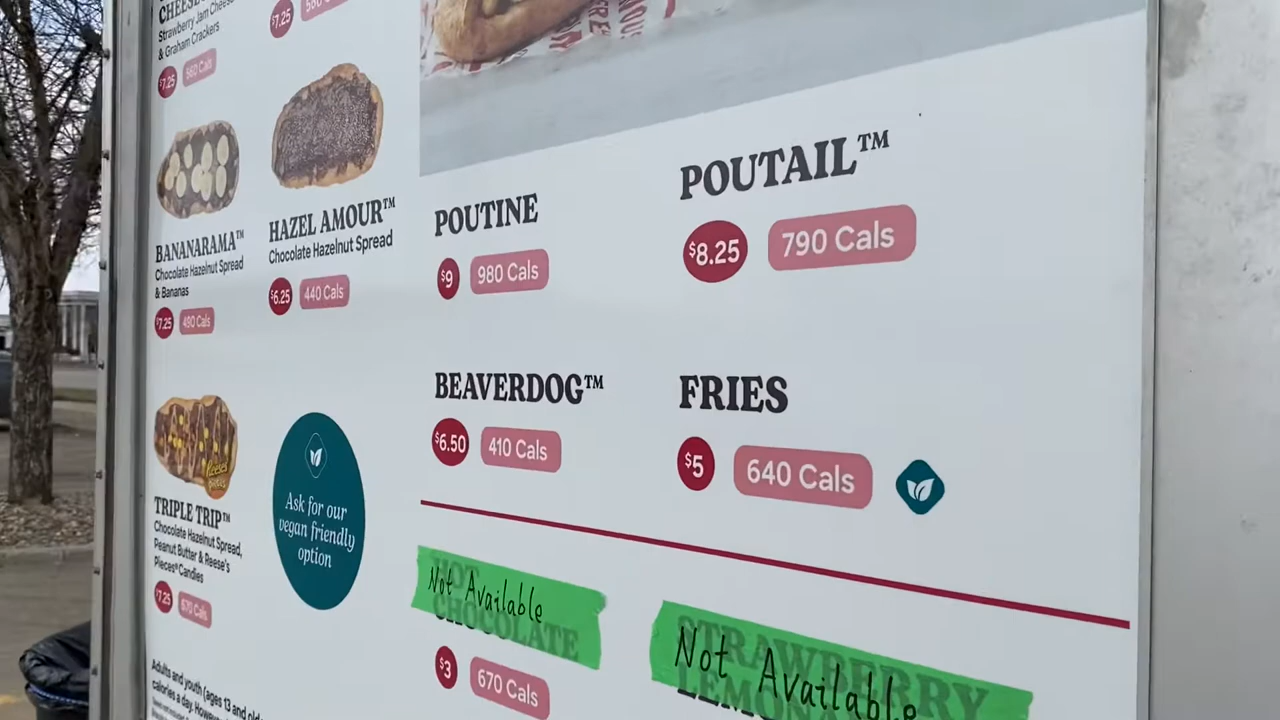 Strawberry Jam Cheese
& Graham Crackers
$7.25 560 Cals
$7.25
BANANARAMA™
Chocolate Hazelnut Spread
& Bananas
$7.25 490 Cals
HAZEL AMOUR™
Chocolate Hazelnut Spread
$6.25 440 Cals
Reese's
TRIPLE TRIP™
Chocolate Hazelnut Spread,
Peanut Butter & Reese's
Pieces® Candies
$7.25 670 Cals
Ask for our
vegan friendly
option
Adults and youth (ages 13 and old
calories a day. Howev
POUTINE
$9 980 Cals
POUTAIL™
$8.25 790 Cals
BEAVERDOG™
$6.50 410 Cals
FRIES
$5 640 Cals
HOT
CHOCOLATE
Not Available
$3 670 Cals
STRAWBERRY
LEMONA
Not Available